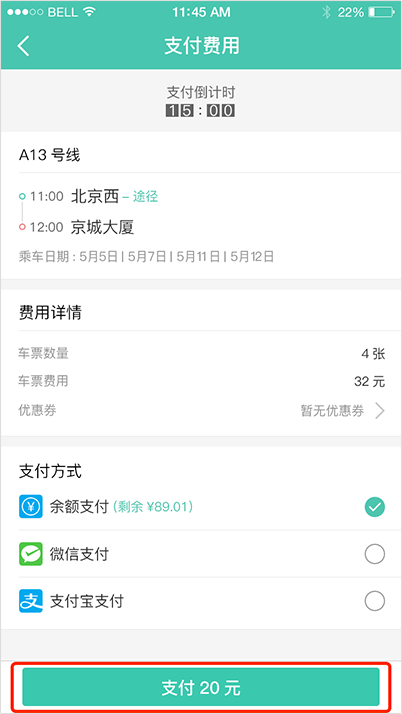 BELL 11:45 AM 22%
支付费用
支付倒计时
15:00
A13 号线
11:00 北京西 – 途径
12:00 京城大厦
乘车日期 : 5月5日 | 5月7日 | 5月11日 | 5月12日
费用详情
车票数量 4 张
车票费用 32 元
优惠券 暂无优惠券
支付方式
余额支付 (剩余 ¥89.01)
微信支付
支付宝支付
支付 20 元